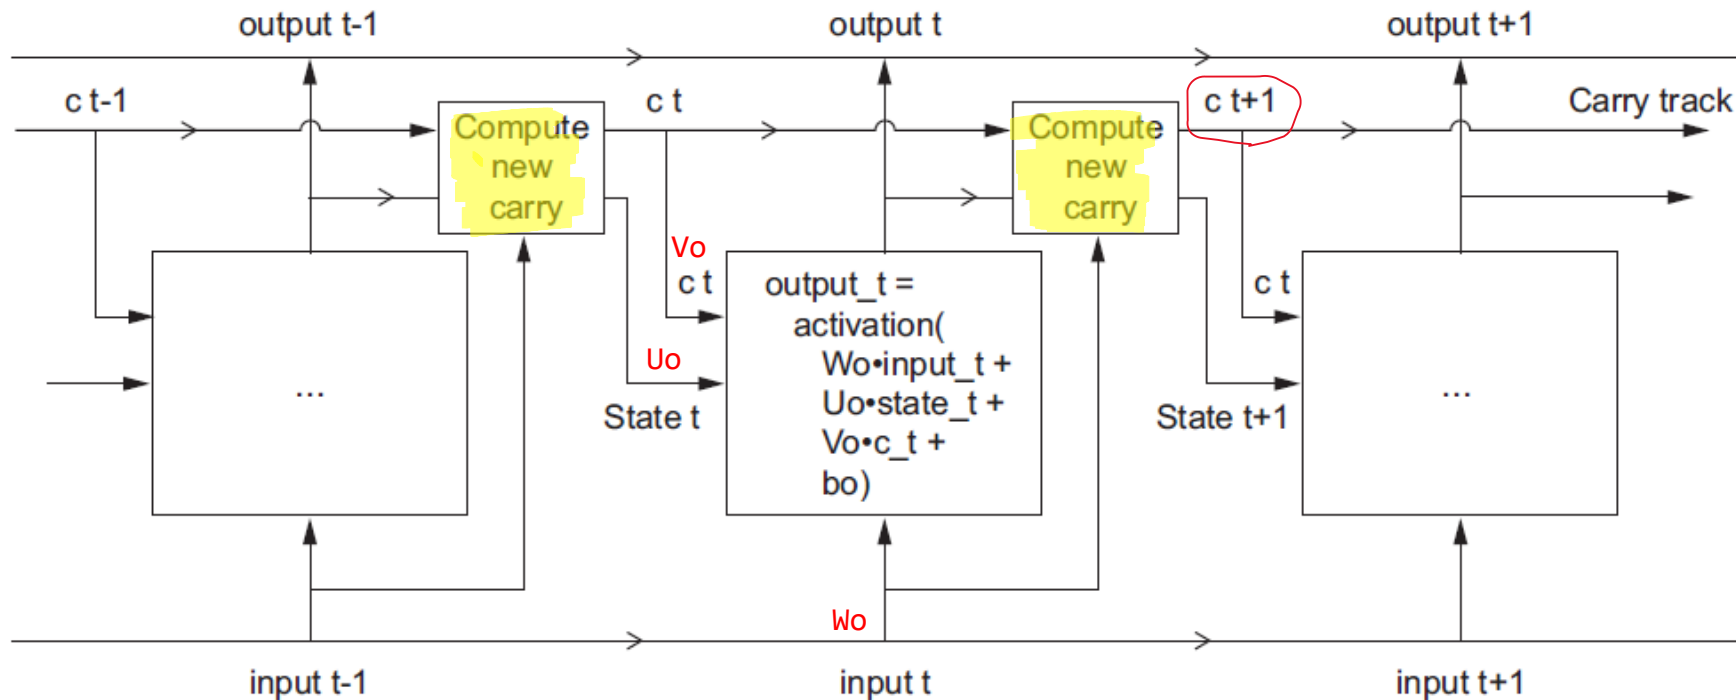 output t-1
output t
output t+1
c t-1
c t
c t+1
Carry track
Compute
new
carry
Compute
new
carry
Vo
c t
Uo
State t
output_t =
activation(
Wo•input_t +
Uo•state_t +
Vo•c_t +
bo)
c t
State t+1
...
...
Wo
input t-1
input t
input t+1